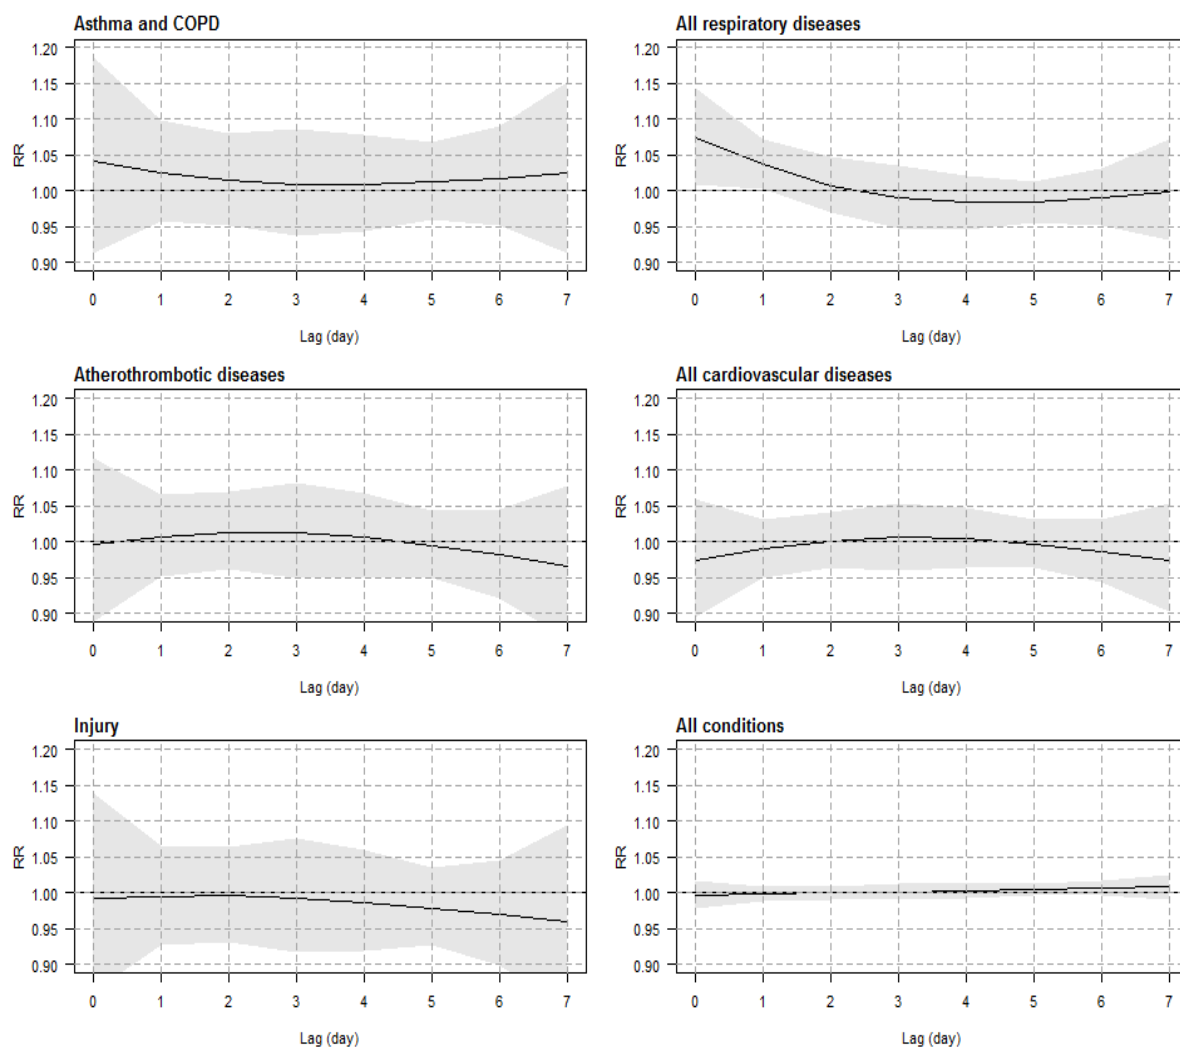 Asthma and COPD
1.20
1.15
1.10
1.05
1.00
0.95
0.90
RR
0 1 2 3 4 5 6 7
Lag (day)
All respiratory diseases
1.20
1.15
1.10
1.05
1.00
0.95
0.90
RR
0 1 2 3 4 5 6 7
Lag (day)
Atherothrombotic diseases
1.20
1.15
1.10
1.05
1.00
0.95
0.90
RR
0 1 2 3 4 5 6 7
Lag (day)
All cardiovascular diseases
1.20
1.15
1.10
1.05
1.00
0.95
0.90
RR
0 1 2 3 4 5 6 7
Lag (day)
Injury
1.20
1.15
1.10
1.05
1.00
0.95
0.90
RR
0 1 2 3 4 5 6 7
Lag (day)
All conditions
1.20
1.15
1.10
1.05
1.00
0.95
0.90
RR
0 1 2 3 4 5 6 7
Lag (day)